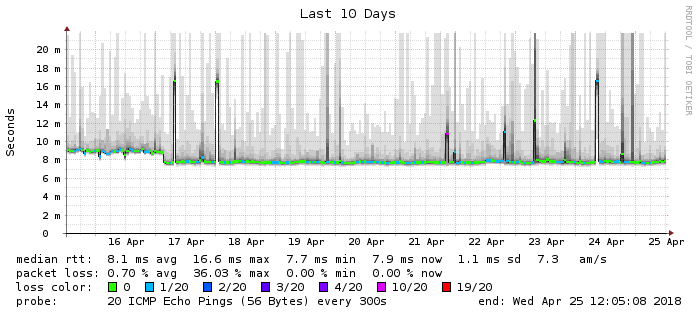 Last 10 Days
RRDTOOL / TOBI OETIKER
Seconds
20 m
18 m
16 m
14 m
12 m
10 m
8 m
6 m
4 m
2 m
0
16 Apr 17 Apr 18 Apr 19 Apr 20 Apr 21 Apr 22 Apr 23 Apr 24 Apr 25 Apr
median rtt: 8.1 ms avg 16.6 ms max 7.7 ms min 7.9 ms now 1.1 ms sd 7.3 am/s
packet loss: 0.70 % avg 36.03 % max 0.00 % min 0.00 % now
loss color: 0 1/20 2/20 3/20 4/20 10/20 19/20
probe: 20 ICMP Echo Pings (56 Bytes) every 300s end: Wed Apr 25 12:05:08 2018